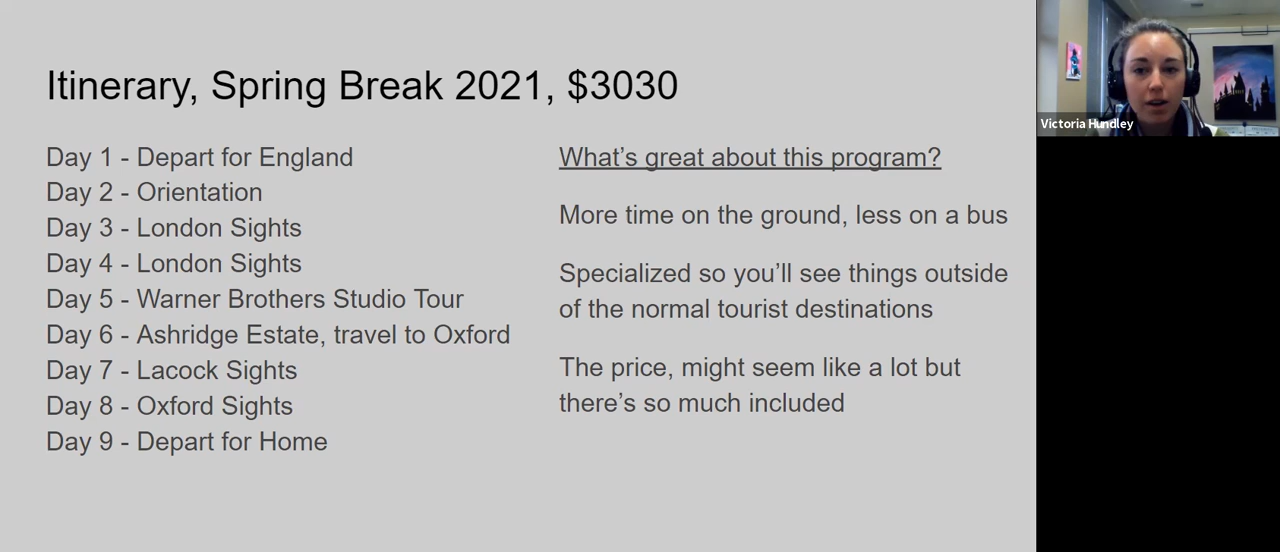 Itinerary, Spring Break 2021, $3030
Day 1 - Depart for England
Day 2 - Orientation
Day 3 - London Sights
Day 4 - London Sights
Day 5 - Warner Brothers Studio Tour
Day 6 - Ashridge Estate, travel to Oxford
Day 7 - Lacock Sights
Day 8 - Oxford Sights
Day 9 - Depart for Home
What's great about this program?
More time on the ground, less on a bus
Specialized so you'll see things outside
of the normal tourist destinations
The price, might seem like a lot but
there's so much included
Victoria Hundley